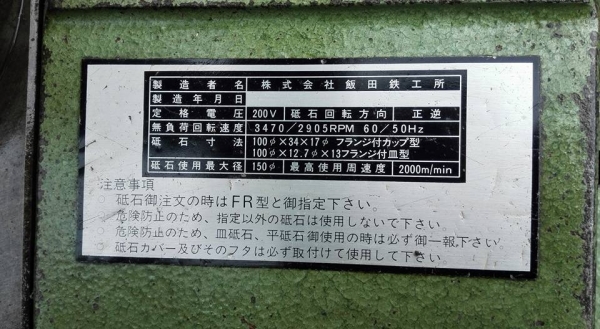 製造者名 株式会社飯田鉄工所
製造年月日
定格電圧 200V 砥石回転方向 正逆
無負荷回転速度 3470/2905RPM 60/50Hz
砥石寸法 100φ×34×17φフランジ付カップ型
100φ×12.7φ×13フランジ付皿型
砥石使用最大径 150φ 最高使用周速度 2000m/min
注意事項
○ 砥石御注文の時はFR型と御指定下さい。
○ 危険防止のため、指定以外の砥石は使用しないで下さい。
○ 危険防止のため、皿砥石、平砥石御使用の時は必ず御一報下さい。
○ 砥石カバー及びそのフタは必ず取付けて使用して下さい。